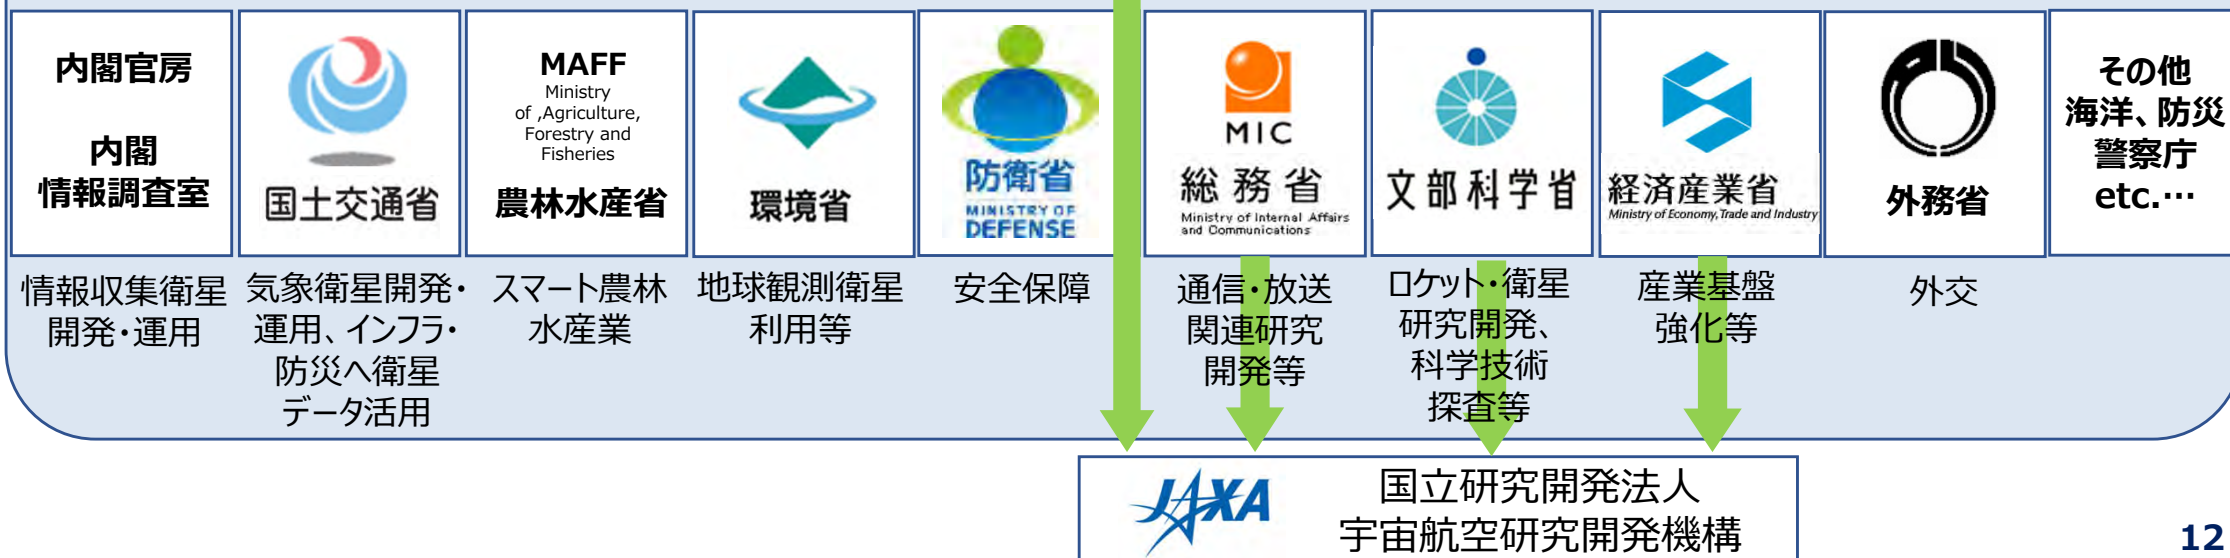 内閣官房
内閣
情報調査室
国土交通省
MAFF
Ministry
of ,Agriculture,
Forestry and
Fisheries
農林水産省
環境省
防衛省
MINISTRY OF
DEFENSE
MIC
総務省
Ministry of Internal Affairs
and Communications
文部科学省
経済産業省
Ministry of Economy, Trade and Industry
外務省
その他
海洋、防災
警察庁
etc.…
情報収集衛星
開発・運用
気象衛星開発・
運用、インフラ・
防災へ衛星
データ活用
スマート農林
水産業
地球観測衛星
利用等
安全保障
通信・放送
関連研究
開発等
ロケット・衛星
研究開発、
科学技術
探査等
産業基盤
強化等
外交
JAXA
国立研究開発法人
宇宙航空研究開発機構
12